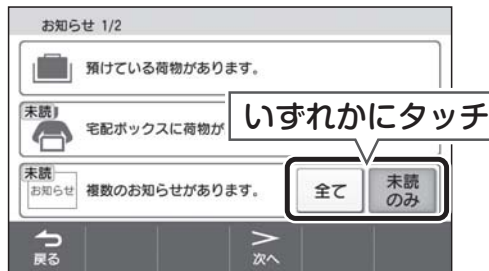 お知らせ 1/2
預けている荷物があります。
未読
宅配ボックスに荷物が
いずれかにタッチ
未読
お知らせ
複数のお知らせがあります。
全て
未読
のみ
戻る
次へ